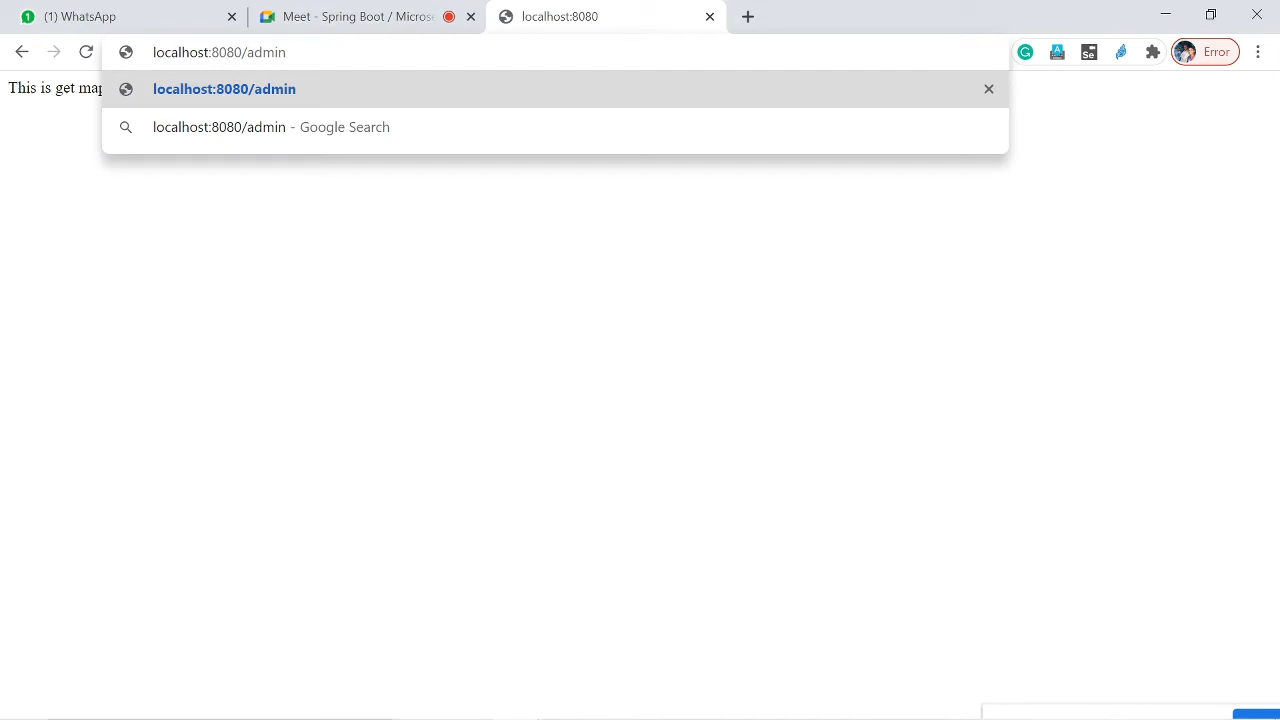 (1) WhatsApp
Meet - Spring Boot / Micros
localhost:8080
localhost:8080/admin
Error
This is get map
localhost:8080/admin
localhost:8080/admin - Google Search